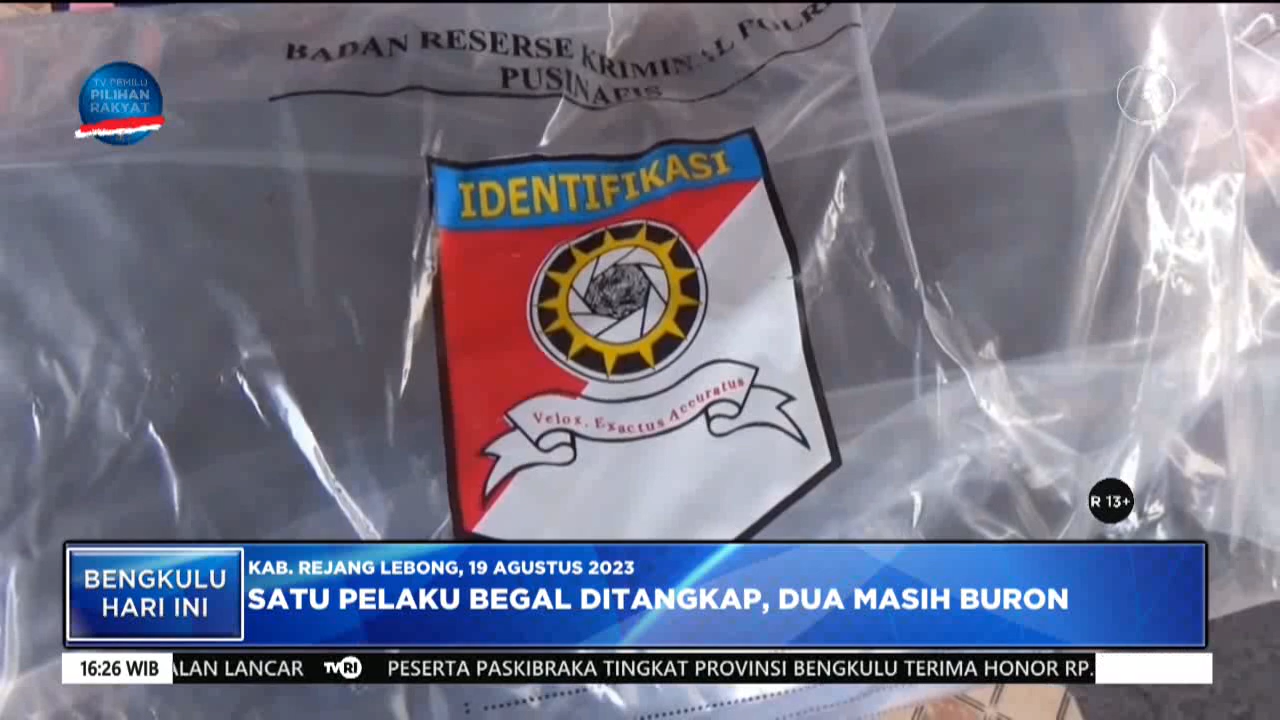 BADAN RESERSE KRIMINAL POLRI
PUSINAFIS
TV PEMILU
PILIHAN
RAKYAT
IDENTIFIKASI
Velox, Exactus Accuratus
R 13+
BENGKULU
HARI INI
KAB. REJANG LEBONG, 19 AGUSTUS 2023
SATU PELAKU BEGAL DITANGKAP, DUA MASIH BURON
16:26 WIB ALAN LANCAR TVRI PESERTA PASKIBRAKA TINGKAT PROVINSI BENGKULU TERIMA HONOR RP.